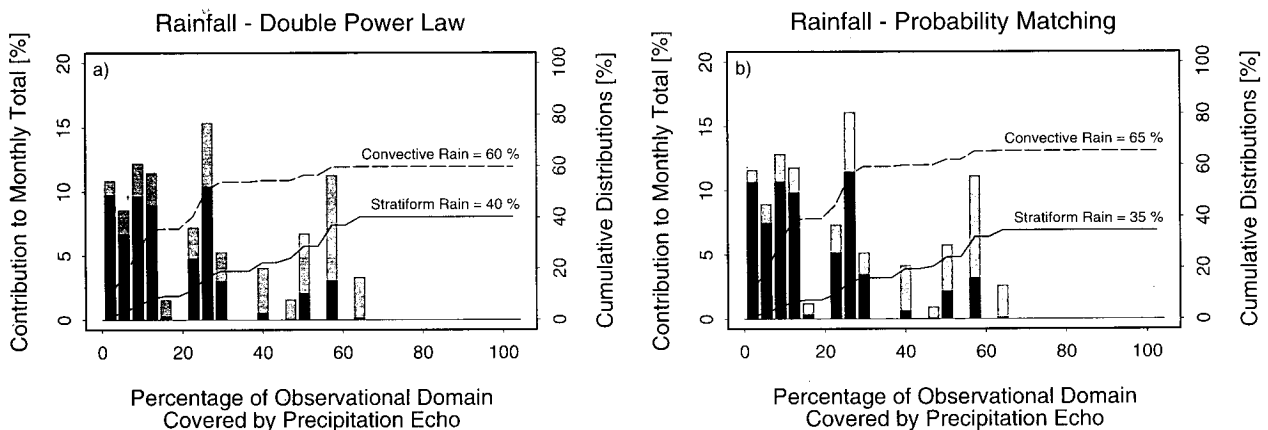 Rainfall - Double Power Law
Contribution to Monthly Total [%]
20
15
10
5
0
a)
Convective Rain = 60 %
Stratiform Rain = 40 %
100
80
60
40
20
0
Cumulative Distributions [%]
0 20 40 60 80 100
Percentage of Observational Domain
Covered by Precipitation Echo
Rainfall - Probability Matching
Contribution to Monthly Total [%]
20
15
10
5
0
b)
Convective Rain = 65 %
Stratiform Rain = 35 %
100
80
60
40
20
0
Cumulative Distributions [%]
0 20 40 60 80 100
Percentage of Observational Domain
Covered by Precipitation Echo